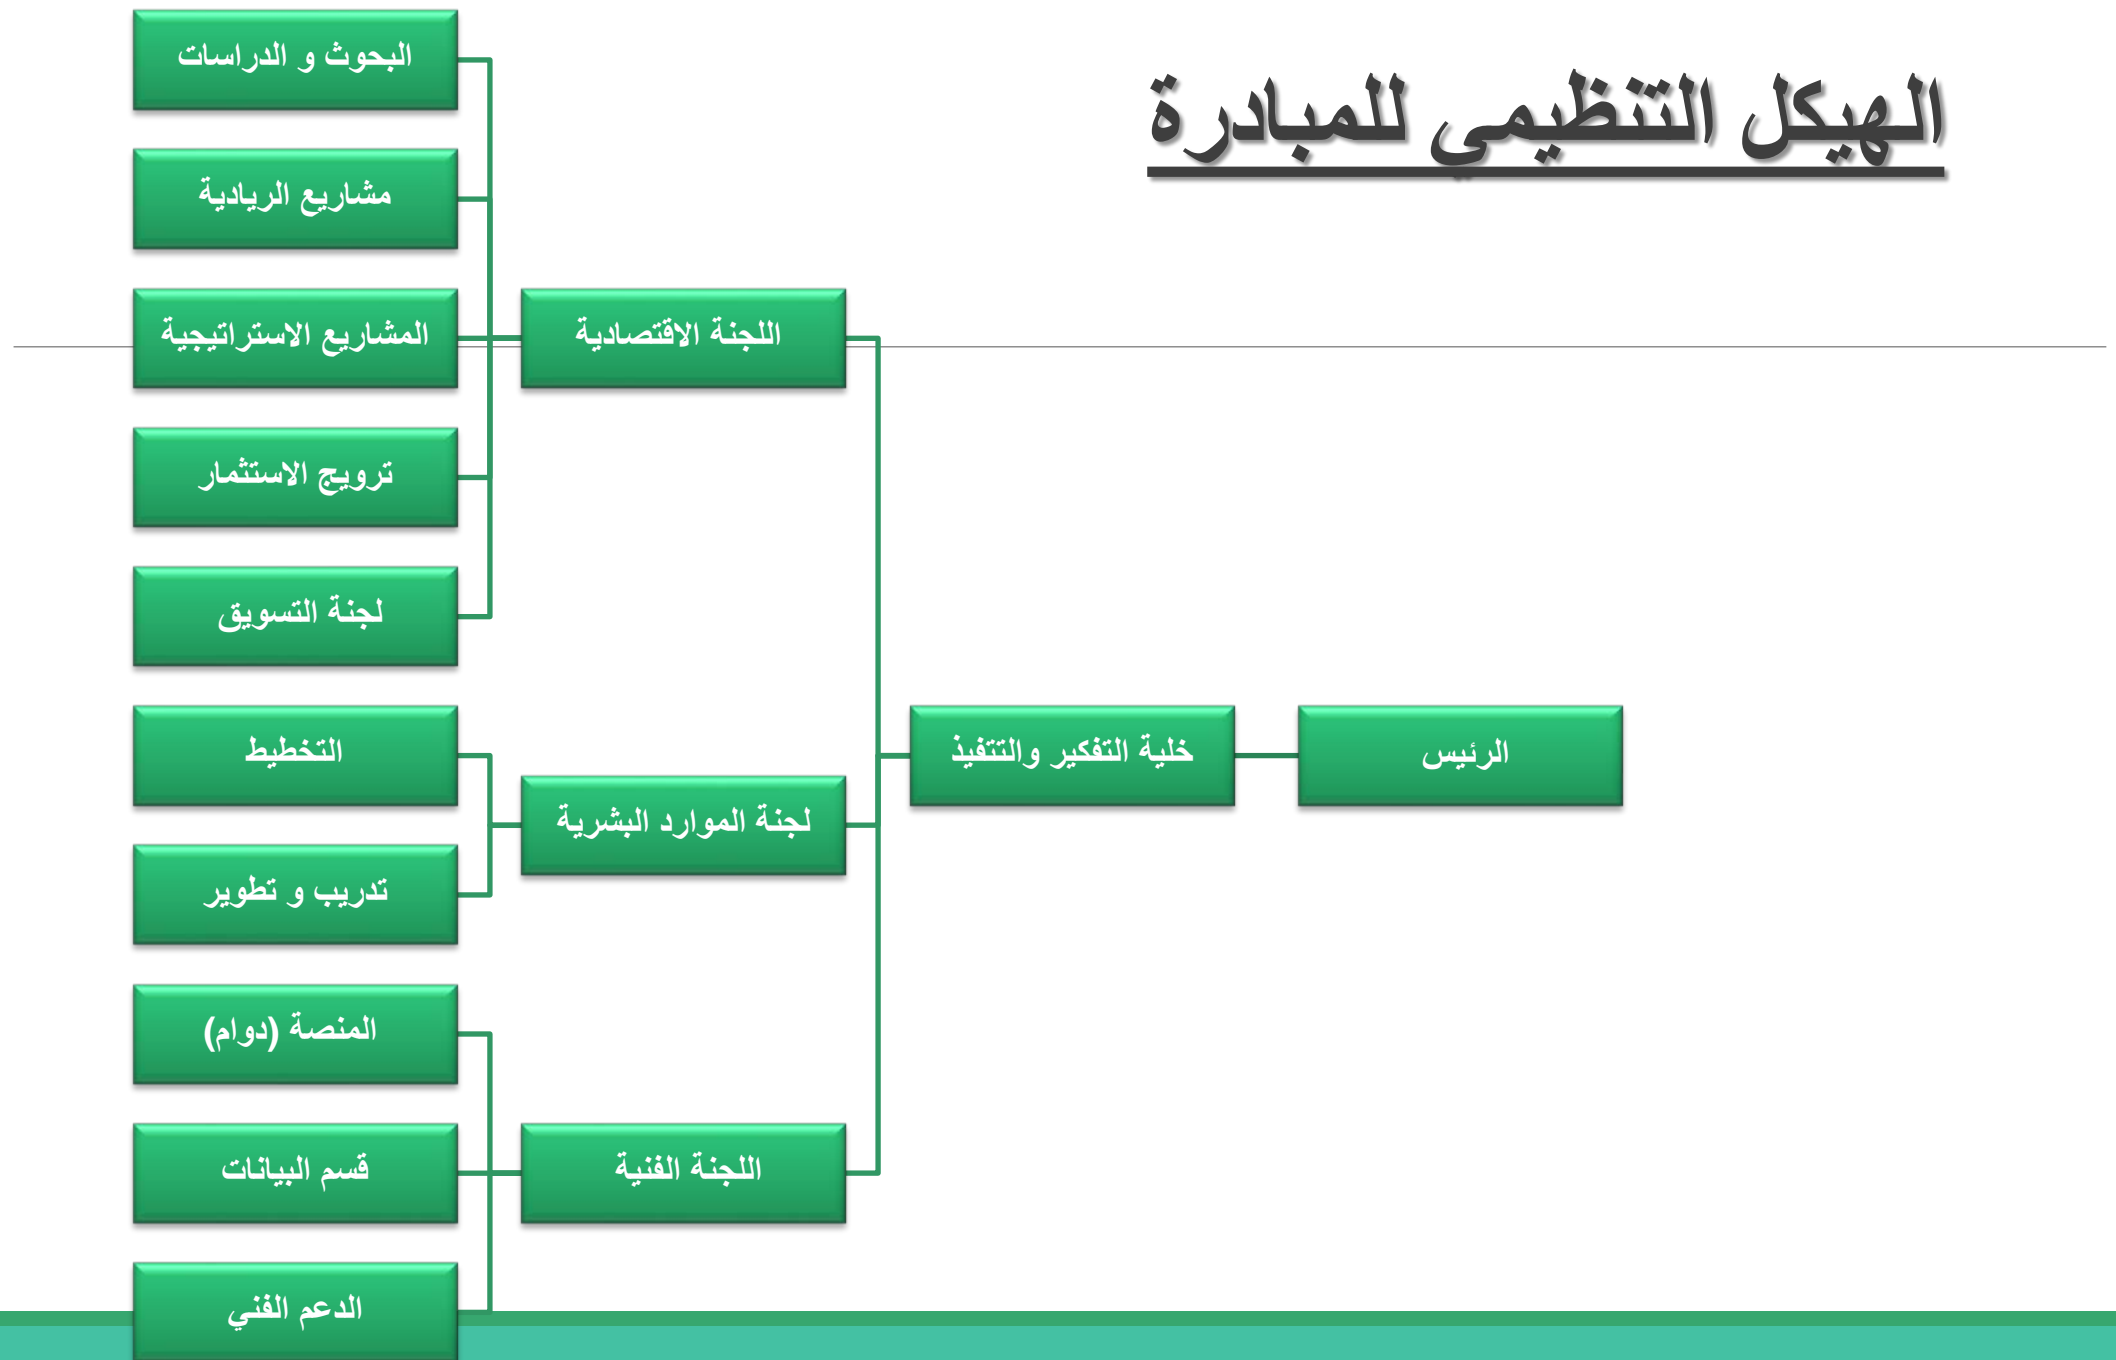 الهيكل التنظيمي للمبادرة
الرئيس
خلية التفكير والتتفيذ
اللجنة الاقتصادية
البحوث و الدراسات
مشاريع الريادية
المشاريع الاستراتيجية
ترويج الاستثمار
لجنة التسويق
لجنة الموارد البشرية
التخطيط
تدريب و تطوير
اللجنة الفنية
المنصة (دوام)
قسم البيانات
الدعم الفني